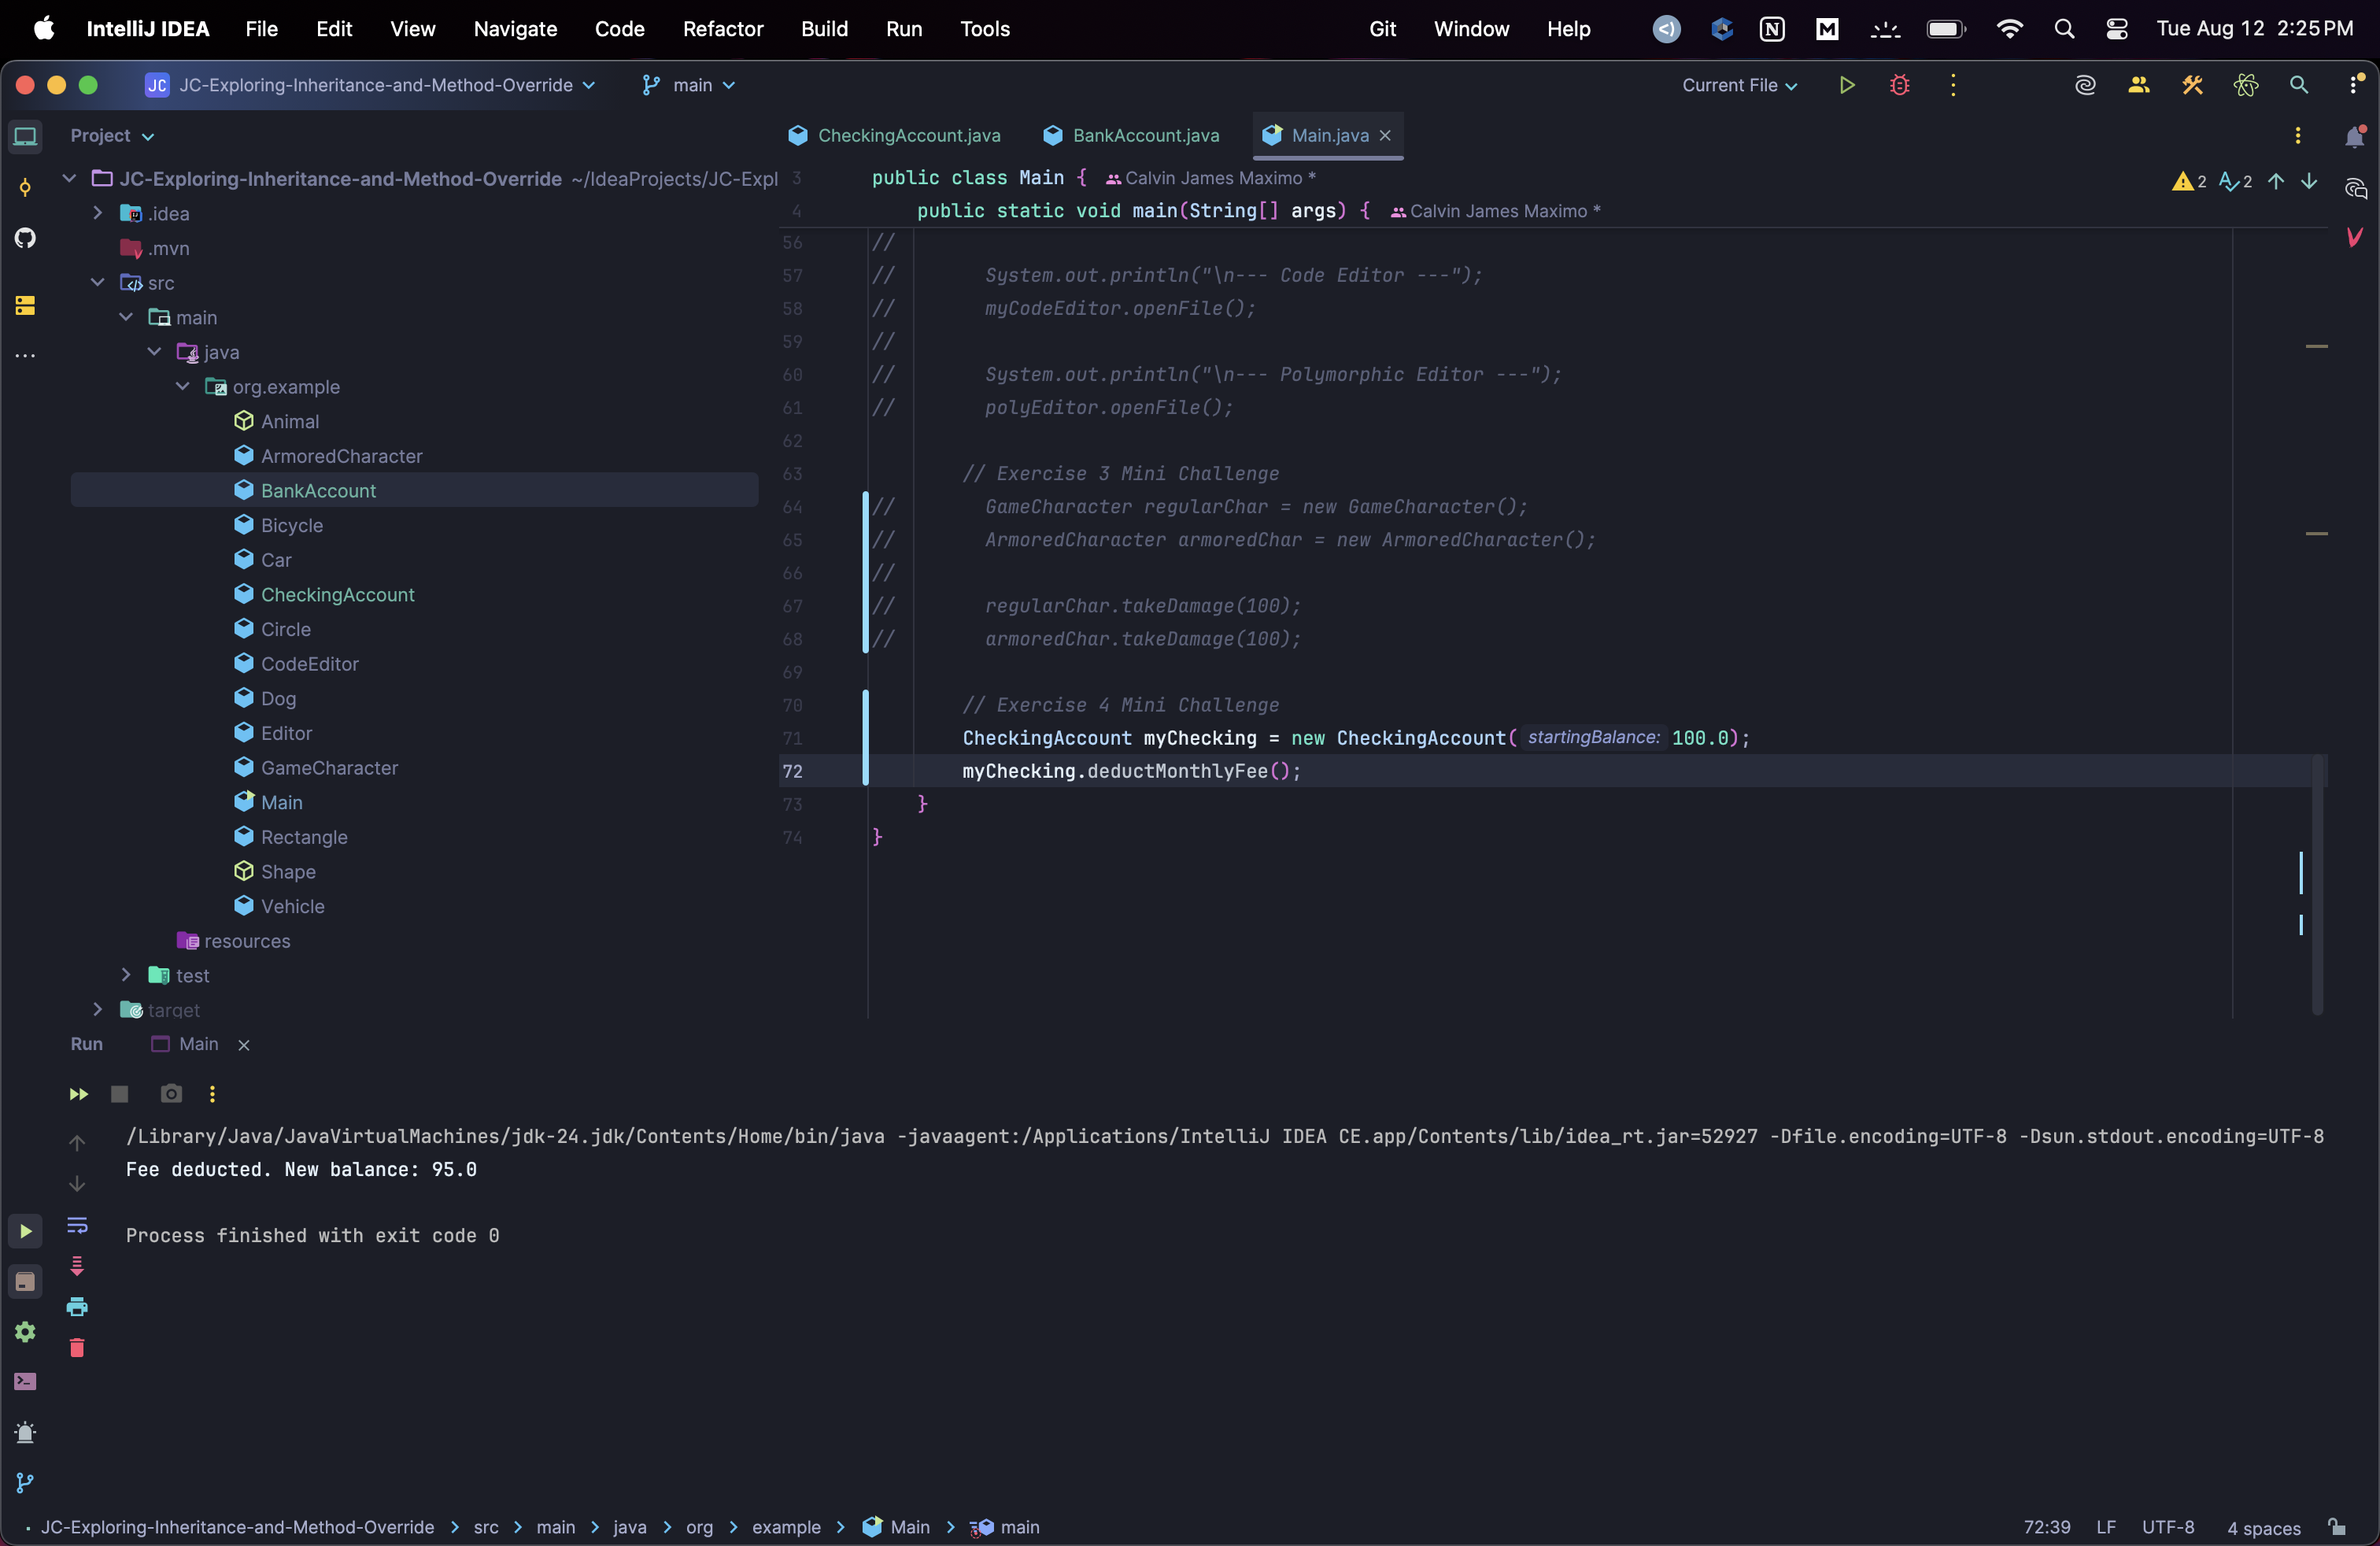 IntelliJ IDEA File Edit View Navigate Code Refactor Build Run Tools Git Window Help Tue Aug 12 2:25 PM
JC JC-Exploring-Inheritance-and-Method-Override main Current File
Project
CheckingAccount.java BankAccount.java Main.java
JC-Exploring-Inheritance-and-Method-Override ~/IdeaProjects/JC-Expl
.idea
.mvn
src
main
java
org.example
Animal
ArmoredCharacter
BankAccount
Bicycle
Car
CheckingAccount
Circle
CodeEditor
Dog
Editor
GameCharacter
Main
Rectangle
Shape
Vehicle
resources
test
target
3 public class Main { Calvin James Maximo *
2 2
4 public static void main(String[] args) { Calvin James Maximo *
56 //
57 // System.out.println("\n--- Code Editor ---");
58 // myCodeEditor.openFile();
59 //
60 // System.out.println("\n--- Polymorphic Editor ---");
61 // polyEditor.openFile();
62
63 // Exercise 3 Mini Challenge
64 // GameCharacter regularChar = new GameCharacter();
65 // ArmoredCharacter armoredChar = new ArmoredCharacter();
66 //
67 // regularChar.takeDamage(100);
68 // armoredChar.takeDamage(100);
69
70 // Exercise 4 Mini Challenge
71 CheckingAccount myChecking = new CheckingAccount( startingBalance: 100.0);
72 myChecking.deductMonthlyFee();
73 }
74 }
Run Main
/Library/Java/JavaVirtualMachines/jdk-24.jdk/Contents/Home/bin/java -javaagent:/Applications/IntelliJ IDEA CE.app/Contents/lib/idea_rt.jar=52927 -Dfile.encoding=UTF-8 -Dsun.stdout.encoding=UTF-8
Fee deducted. New balance: 95.0
Process finished with exit code 0
JC-Exploring-Inheritance-and-Method-Override > src > main > java > org > example > Main > main 72:39 LF UTF-8 4 spaces